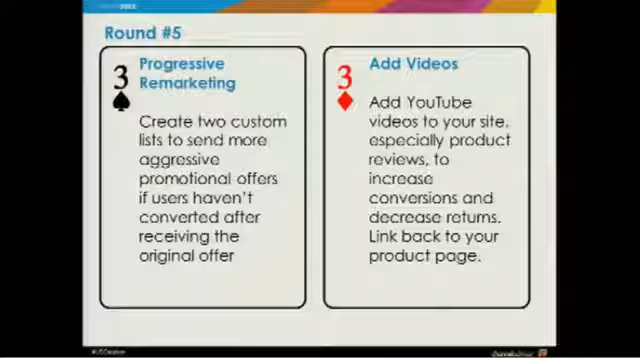 Round #5
3
Progressive
Remarketing
Create two custom
lists to send more
aggressive
promotional offers
if users haven't
converted after
receiving the
original offer
3
Add Videos
Add YouTube
videos to your site,
especially product
reviews, to
increase
conversions and
decrease returns.
Link back to your
product page.